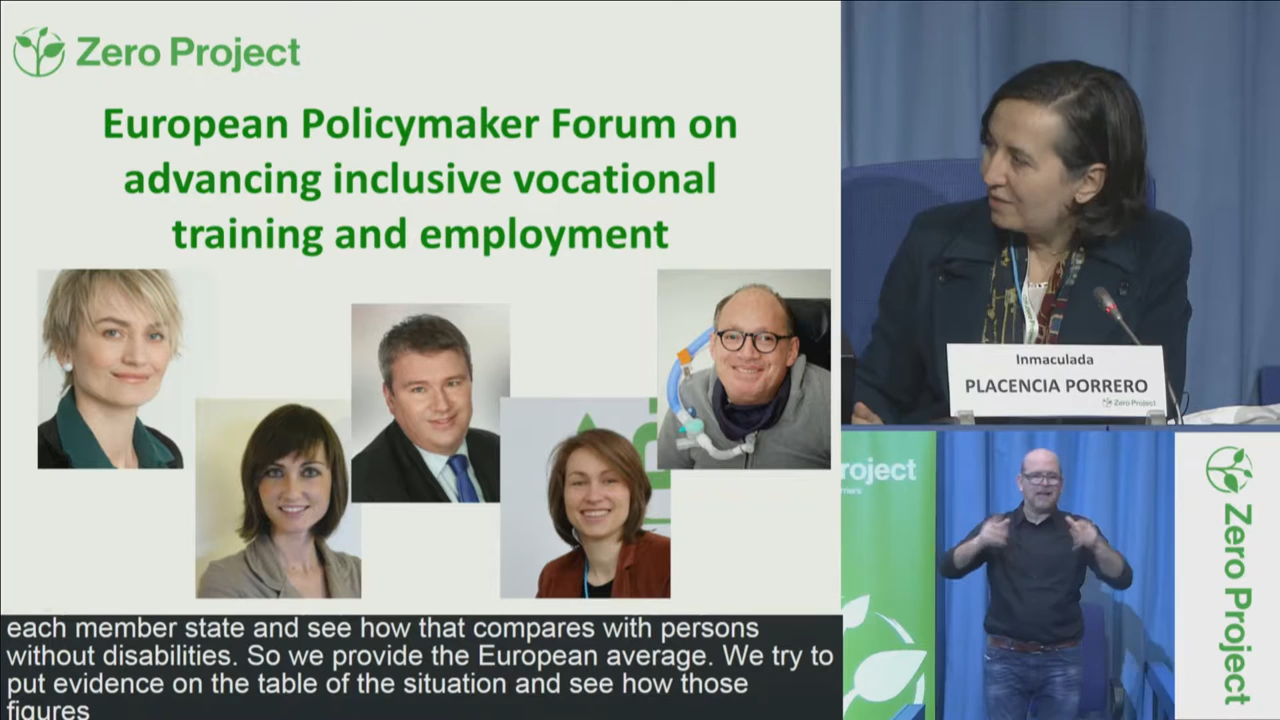 Zero Project
European Policymaker Forum on
advancing inclusive vocational
training and employment
each member state and see how that compares with persons
without disabilities. So we provide the European average. We try to
put evidence on the table of the situation and see how those
figures
Inmaculada
PLACENCIA PORRERO
Zero Project
roject
Zero Project